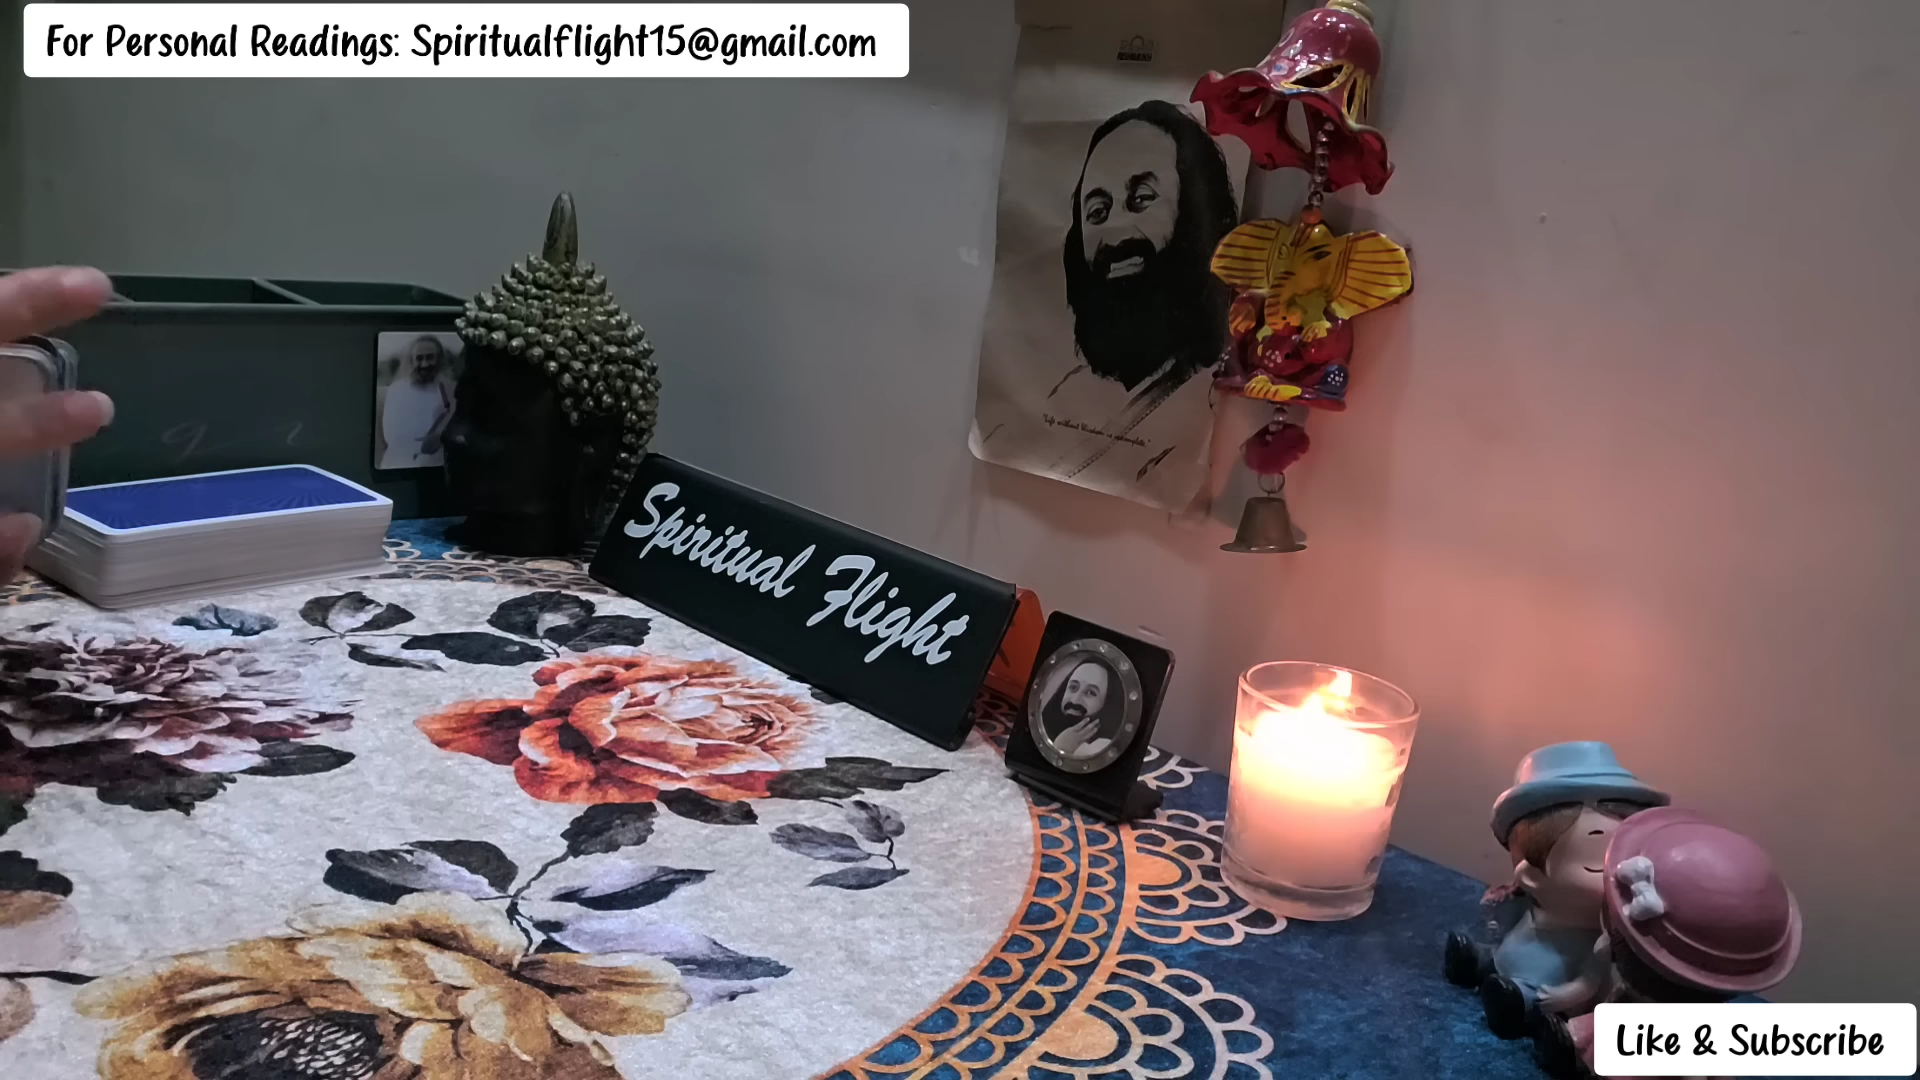 For Personal Readings: Spiritualflight15@gmail.com
Spiritual Flight
Like & Subscribe